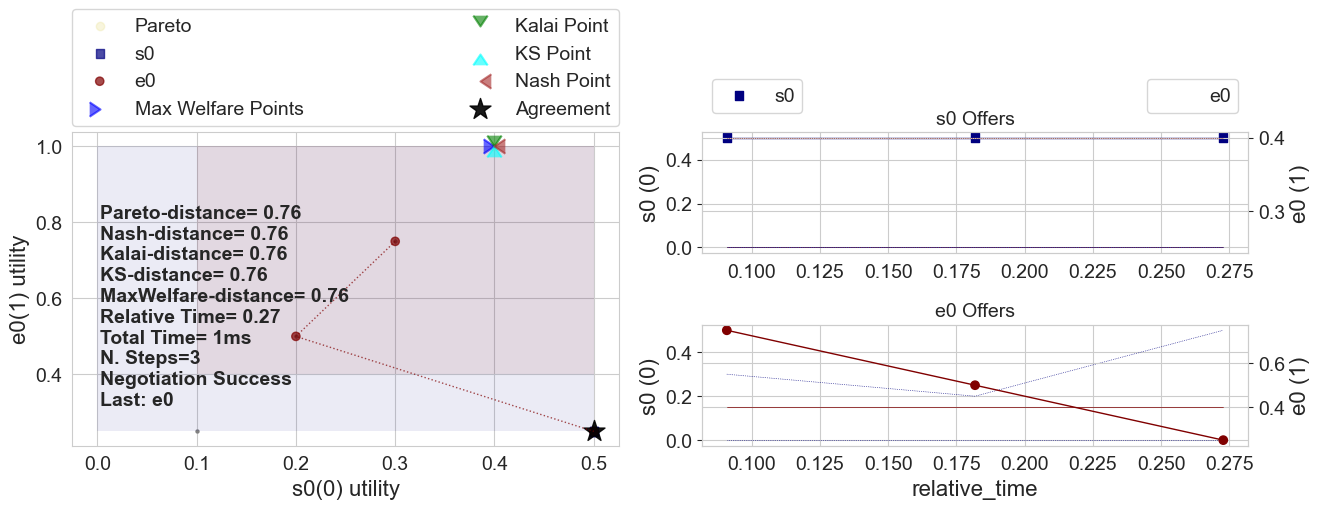 Pareto
s0
e0
Max Welfare Points
Kalai Point
KS Point
Nash Point
Agreement
1.0
0.8
0.6
0.4
e0(1) utility
Pareto-distance= 0.76
Nash-distance= 0.76
Kalai-distance= 0.76
KS-distance= 0.76
MaxWelfare-distance= 0.76
Relative Time= 0.27
Total Time= 1ms
N. Steps=3
Negotiation Success
Last: e0
0.0 0.1 0.2 0.3 0.4 0.5
s0(0) utility
s0
e0
s0 Offers
0.4
0.2
0.0
s0 (0)
0.4
0.3
e0 (1)
0.100 0.125 0.150 0.175 0.200 0.225 0.250 0.275
e0 Offers
0.4
0.2
0.0
s0 (0)
0.6
0.4
e0 (1)
0.100 0.125 0.150 0.175 0.200 0.225 0.250 0.275
relative_time